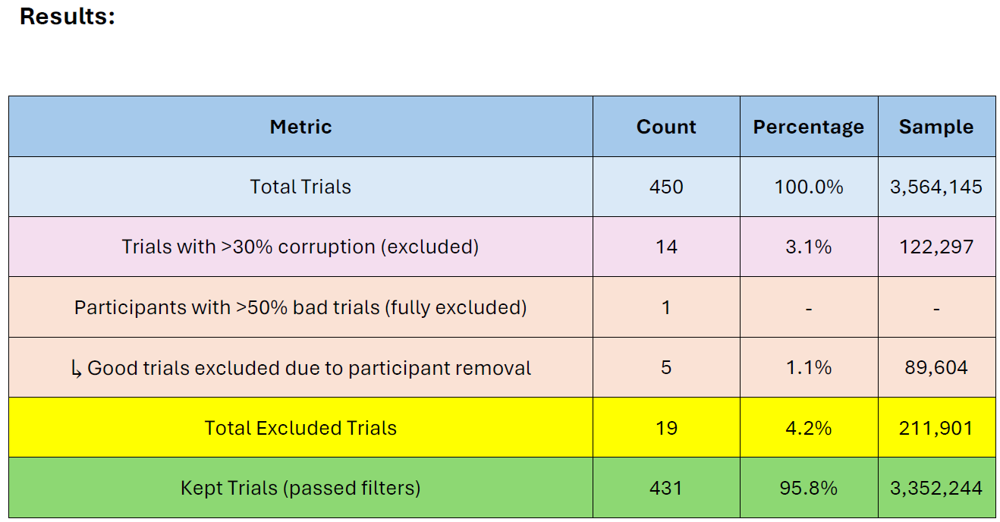 Results:
Metric Count Percentage Sample
Total Trials 450 100.0% 3,564,145
Trials with >30% corruption (excluded) 14 3.1% 122,297
Participants with >50% bad trials (fully excluded) 1 - -
↳ Good trials excluded due to participant removal 5 1.1% 89,604
Total Excluded Trials 19 4.2% 211,901
Kept Trials (passed filters) 431 95.8% 3,352,244